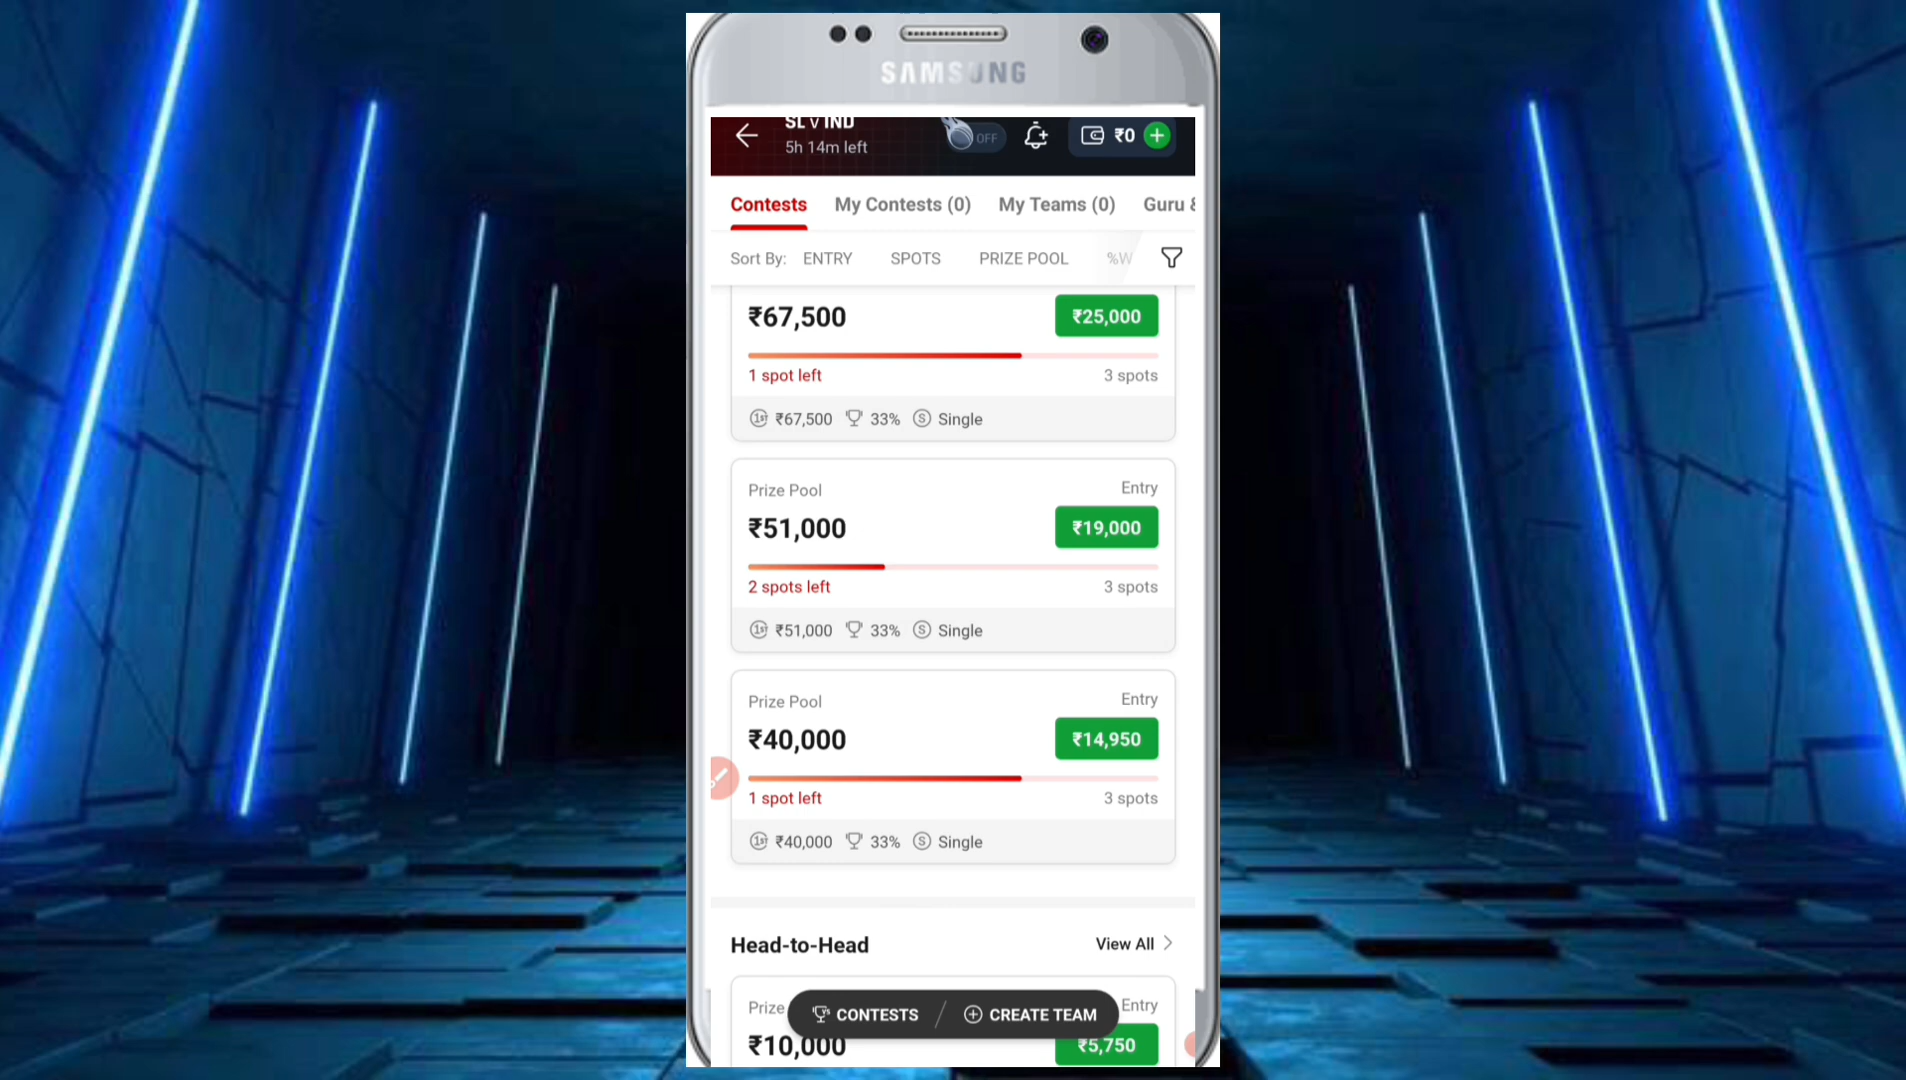 SAMSUNG
SL v IND
5h 14m left
OFF
₹0
Contests
My Contests (0)
My Teams (0)
Guru &
Sort By:
ENTRY
SPOTS
PRIZE POOL
%W
₹67,500
₹25,000
1 spot left
3 spots
1ST ₹67,500
33%
S Single
Prize Pool
Entry
₹51,000
₹19,000
2 spots left
3 spots
1ST ₹51,000
33%
S Single
Prize Pool
Entry
₹40,000
₹14,950
1 spot left
3 spots
1ST ₹40,000
33%
S Single
Head-to-Head
View All
Prize
Entry
CONTESTS
CREATE TEAM
₹10,000
₹5,750